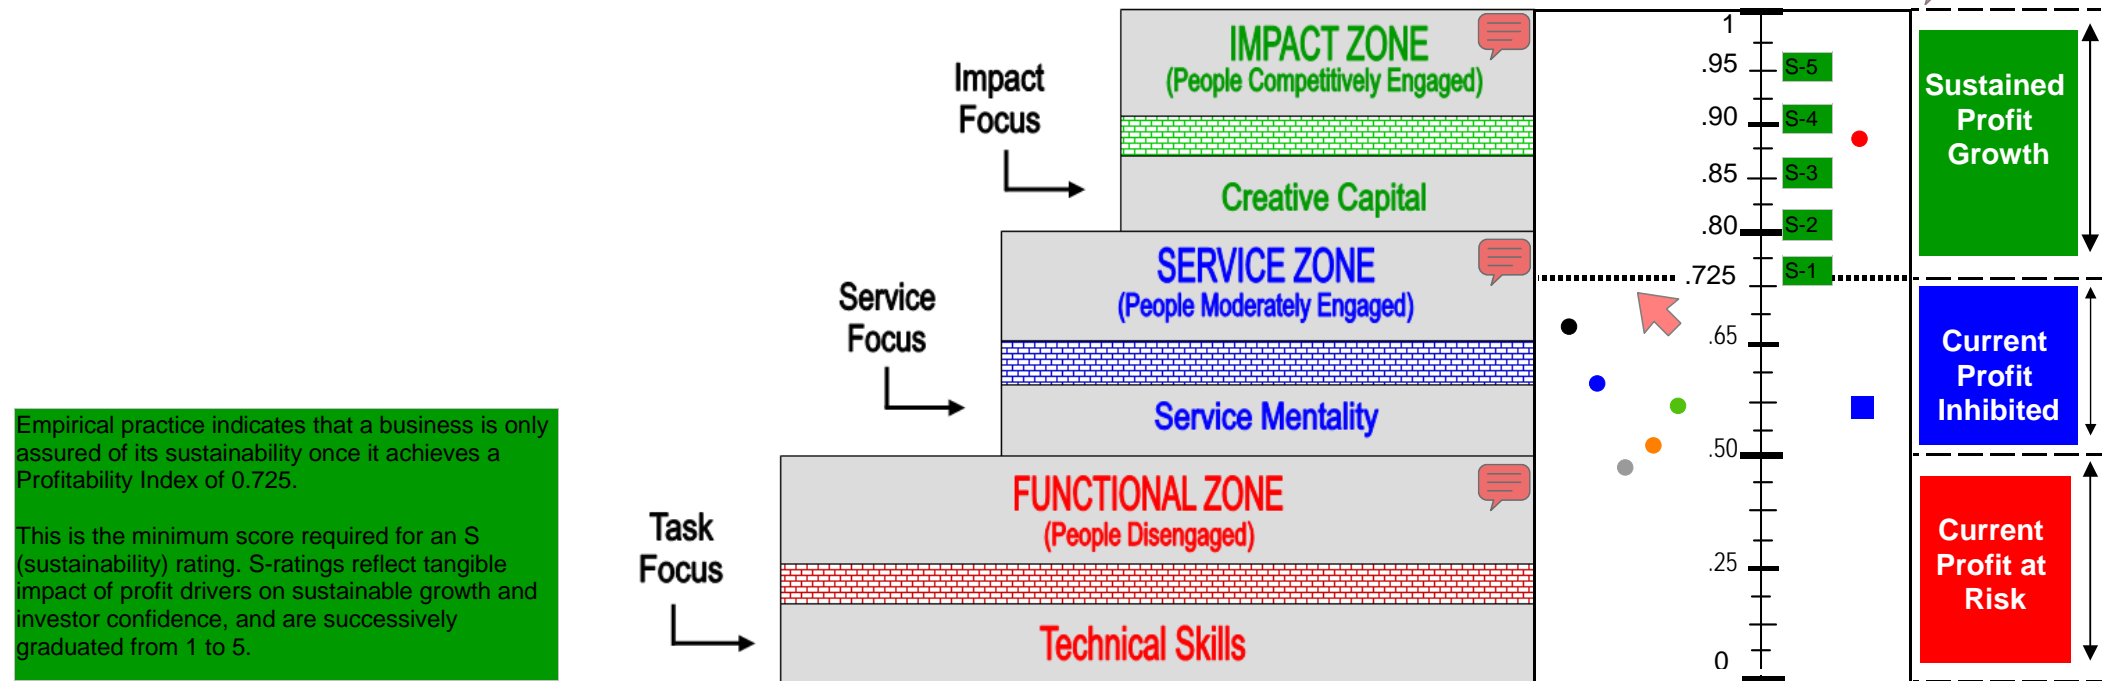 IMPACT ZONE
(People Competitively Engaged)
Impact
Focus
Creative Capital
SERVICE ZONE
(People Moderately Engaged)
Service
Focus
Service Mentality
Empirical practice indicates that a business is only
assured of its sustainability once it achieves a
Profitability Index of 0.725.
This is the minimum score required for an S
(sustainability) rating. S-ratings reflect tangible
impact of profit drivers on sustainable growth and
investor confidence, and are successively
graduated from 1 to 5.
FUNCTIONAL ZONE
(People Disengaged)
Task
Focus
Technical Skills
1
.95
.90
.85
.80
.725
.65
.50
.25
0
S-5
S-4
S-3
S-2
S-1
Sustained
Profit
Growth
Current
Profit
Inhibited
Current
Profit at
Risk